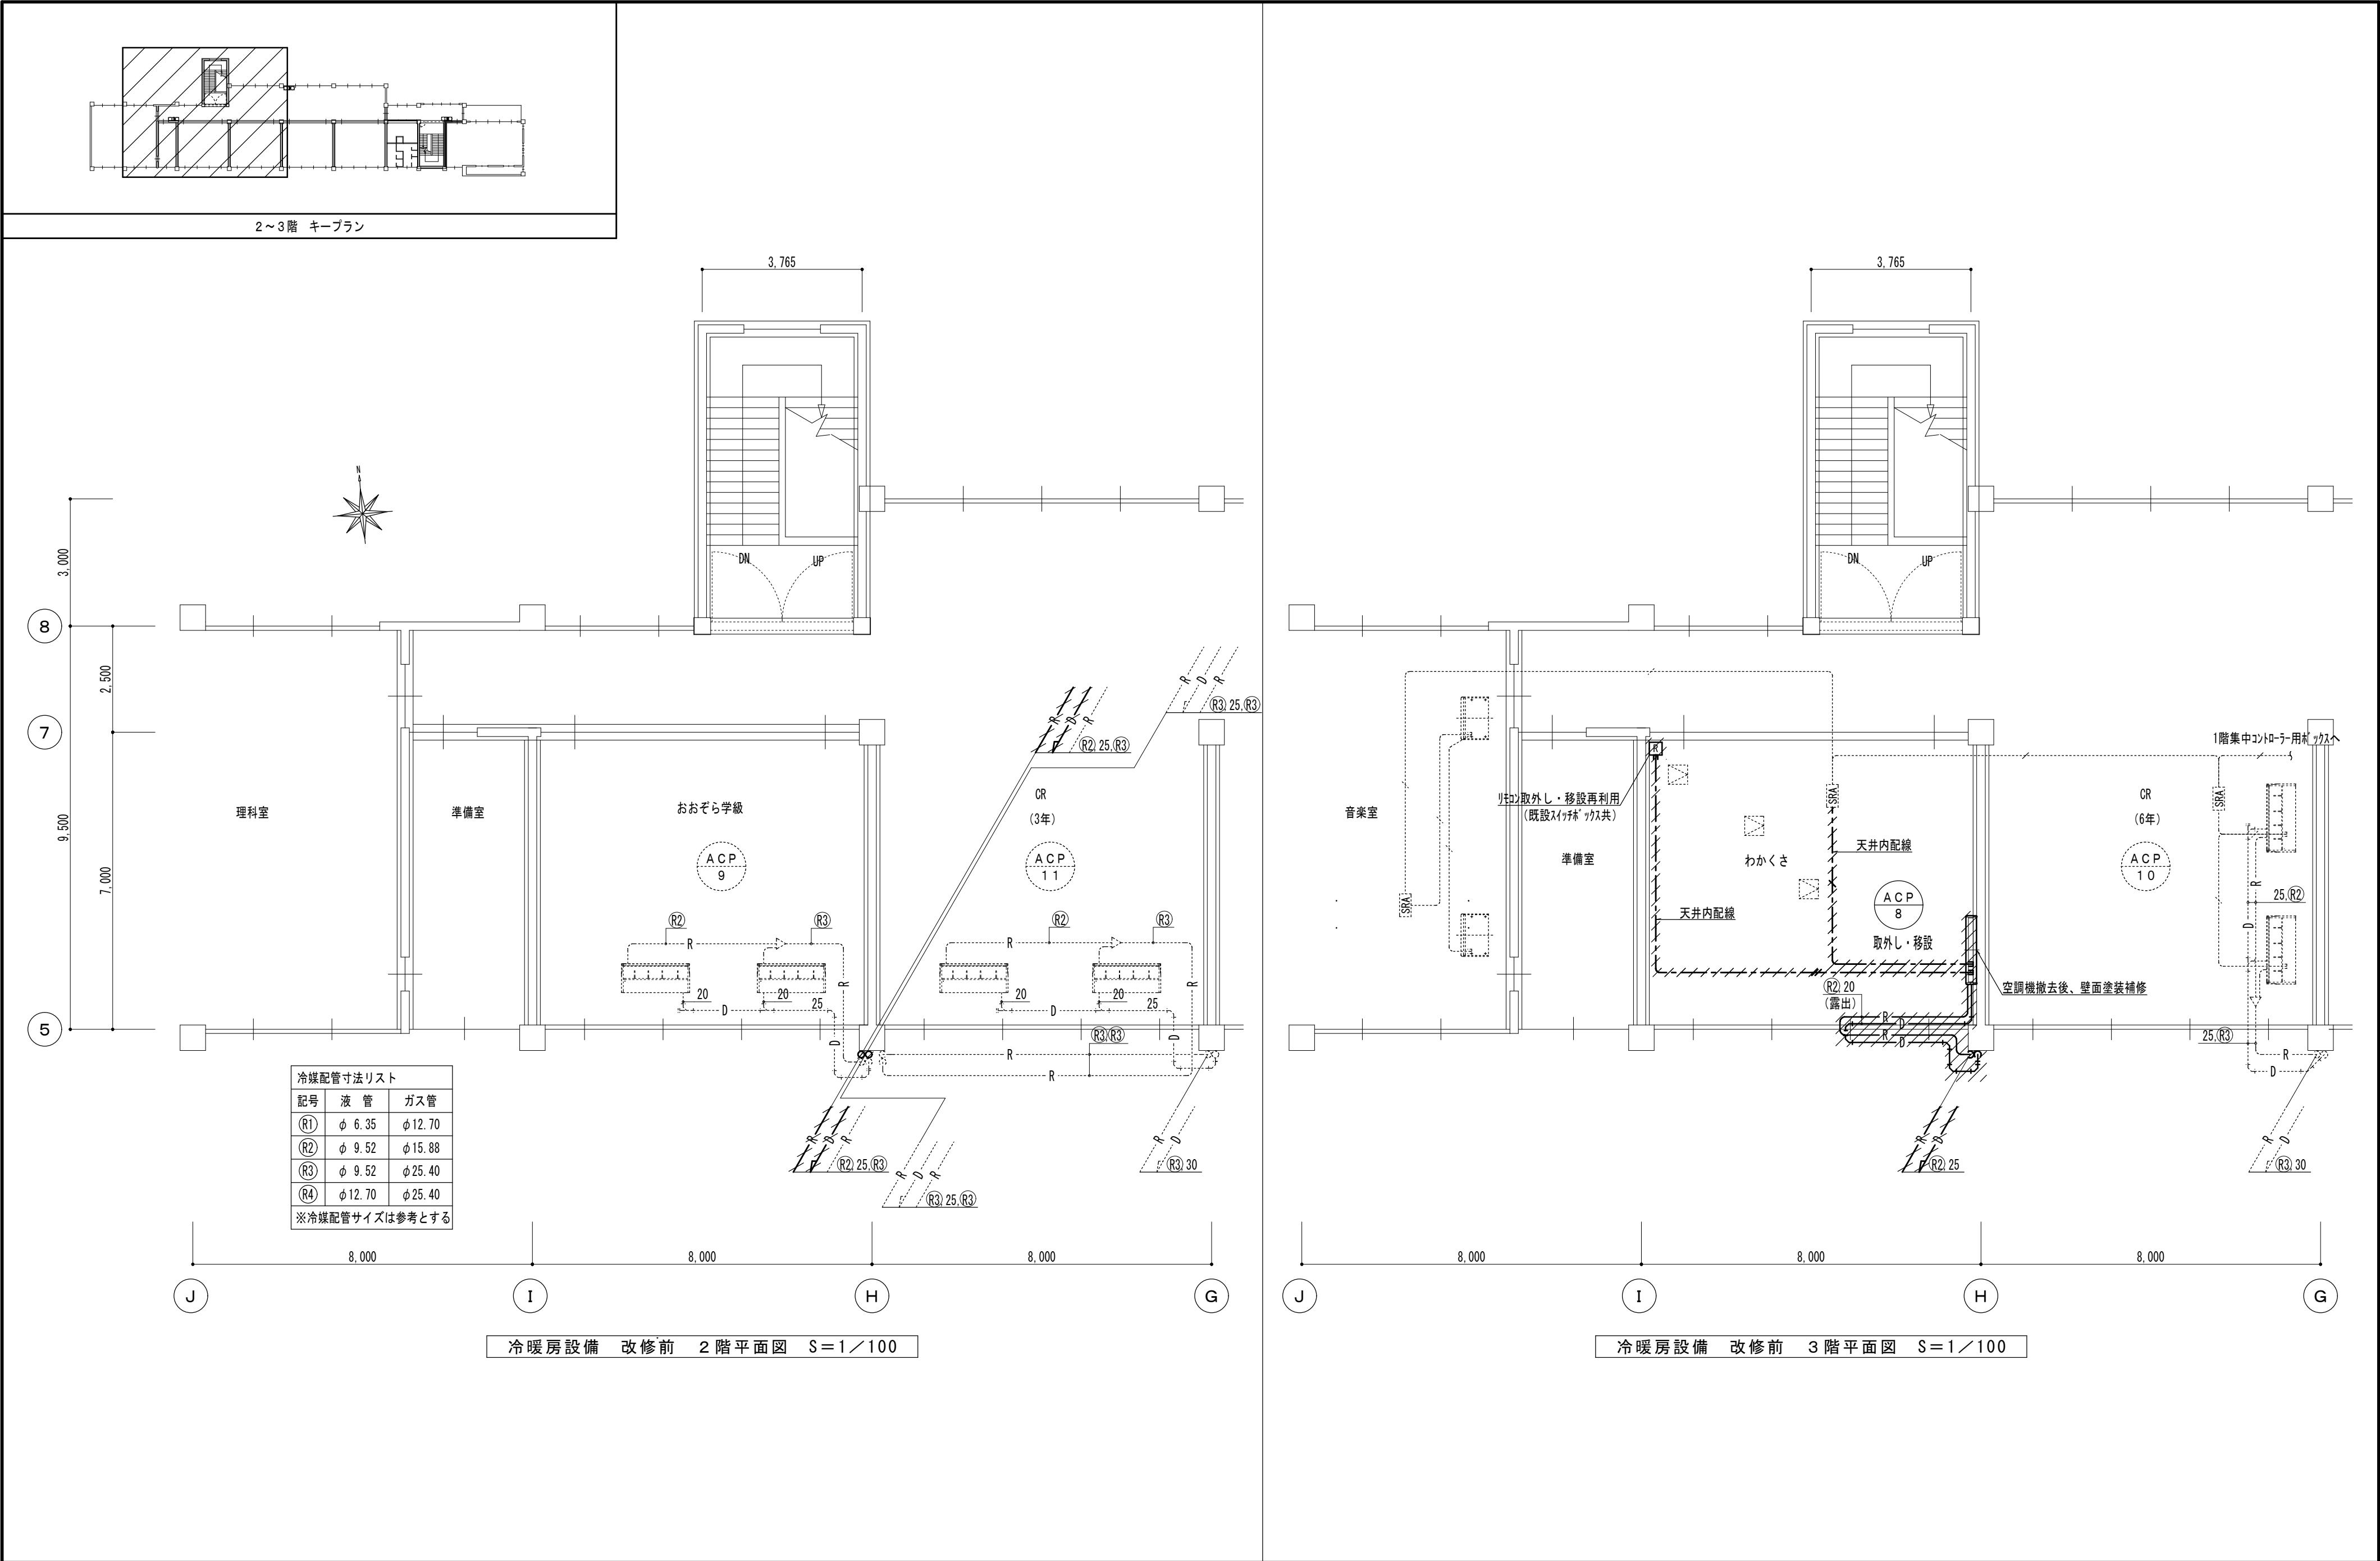 2～3階 キープラン
3,765
N
DN
UP
3,000
8
2,500
7
9,500
7,000
5
R
D
R
R3,25,R3
R
D
R
R2,25,R3
理科室
準備室
おおぞら学級
CR
(3年)
ACP
9
ACP
11
R2
R3
R2
R3
R
R
R
R
20
20
25
20
20
25
D
D
D
D
R3,R3
R
R
冷媒配管寸法リスト
記号 液 管 ガス管
R1 φ 6.35 φ12.70
R2 φ 9.52 φ15.88
R3 φ 9.52 φ25.40
R4 φ12.70 φ25.40
※冷媒配管サイズは参考とする
R
D
R
R2,25,R3
R
D
R
R3,25,R3
R
D
R3,30
8,000
8,000
8,000
J
I
H
G
冷暖房設備 改修前 2階平面図 S=1／100
3,765
DN
UP
1階集中ｺﾝﾄﾛｰﾗｰ用ﾎﾞｯｸｽへ
R
ﾘﾓｺﾝ取外し・移設再利用
(既設ｽｲｯﾁﾎﾞｯｸｽ共)
SRA
SRA
SRA
音楽室
準備室
わかくさ
天井内配線
天井内配線
CR
(6年)
ACP
8
取外し・移設
ACP
10
R
25,R2
D
空調機撤去後、壁面塗装補修
R2,20
(露出)
R
D
R
D
25,R3
R
D
R
D
R2,25
R
D
R3,30
8,000
8,000
8,000
J
I
H
G
冷暖房設備 改修前 3階平面図 S=1／100